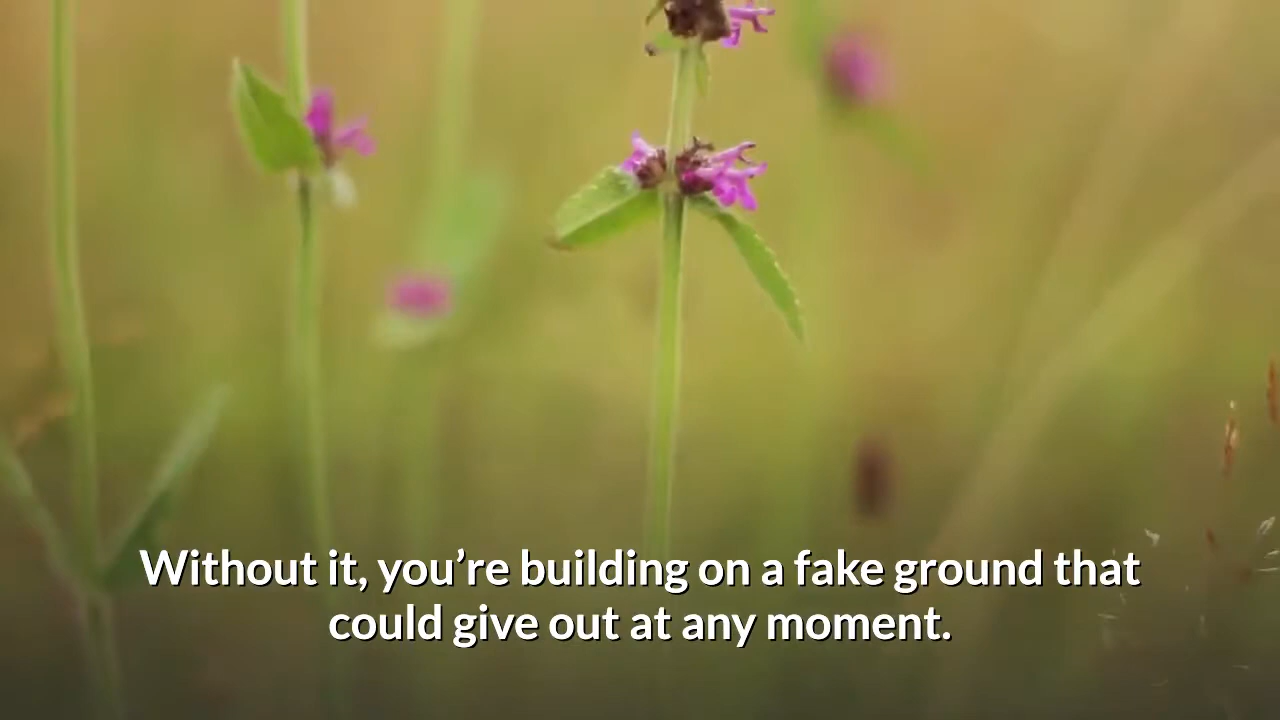 Without it, you’re building on a fake ground that
could give out at any moment.